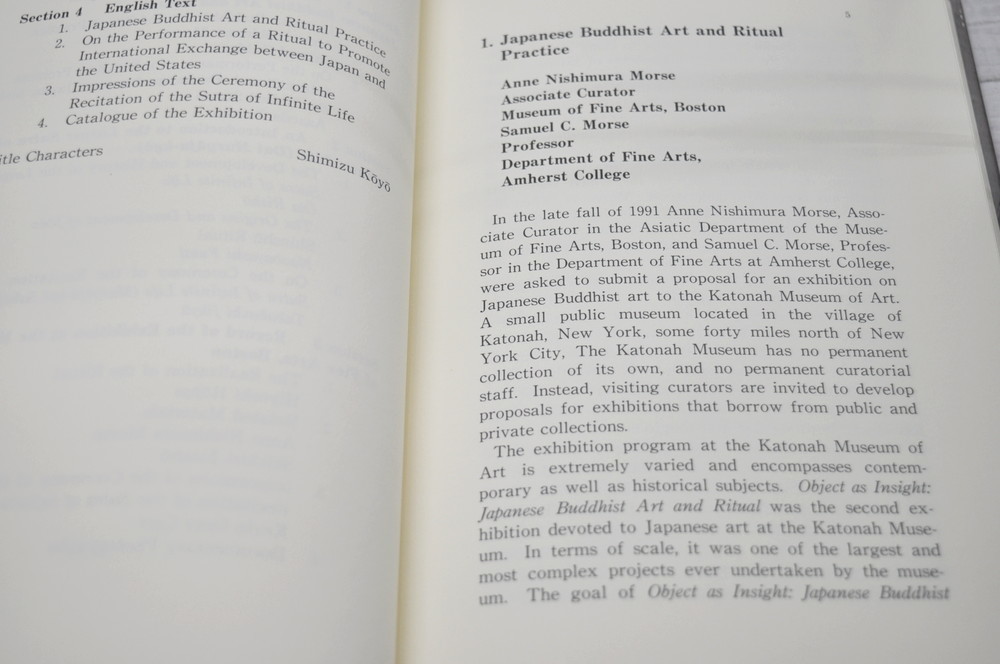 Section 4 English Text
1. Japanese Buddhist Art and Ritual Practice
2. On the Performance of a Ritual to Promote
International Exchange between Japan and
the United States
3. Impressions of the Ceremony of the
Recitation of the Sutra of Infinite Life
4. Catalogue of the Exhibition
itle Characters Shimizu Kōyō
5
1. Japanese Buddhist Art and Ritual
Practice
Anne Nishimura Morse
Associate Curator
Museum of Fine Arts, Boston
Samuel C. Morse
Professor
Department of Fine Arts,
Amherst College
In the late fall of 1991 Anne Nishimura Morse, Asso-
ciate Curator in the Asiatic Department of the Muse-
um of Fine Arts, Boston, and Samuel C. Morse, Profes-
sor in the Department of Fine Arts at Amherst College,
were asked to submit a proposal for an exhibition on
Japanese Buddhist art to the Katonah Museum of Art.
A small public museum located in the village of
Katonah, New York, some forty miles north of New
York City, The Katonah Museum has no permanent
collection of its own, and no permanent curatorial
staff. Instead, visiting curators are invited to develop
proposals for exhibitions that borrow from public and
private collections.
The exhibition program at the Katonah Museum of
Art is extremely varied and encompasses contem-
porary as well as historical subjects. Object as Insight:
Japanese Buddhist Art and Ritual was the second ex-
hibition devoted to Japanese art at the Katonah Muse-
um. In terms of scale, it was one of the largest and
most complex projects ever undertaken by the muse-
um. The goal of Object as Insight: Japanese Buddhist